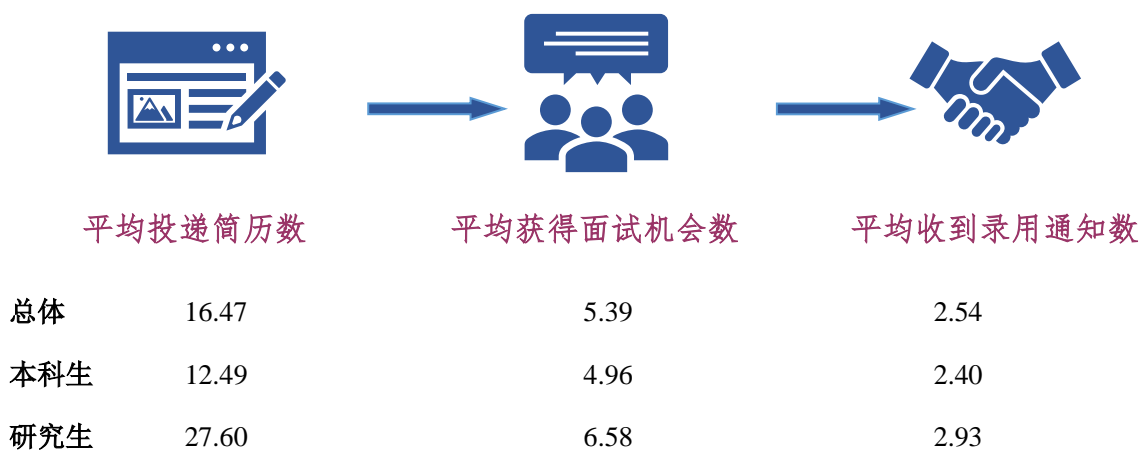 平均投递简历数 平均获得面试机会数 平均收到录用通知数
总体 16.47 5.39 2.54
本科生 12.49 4.96 2.40
研究生 27.60 6.58 2.93